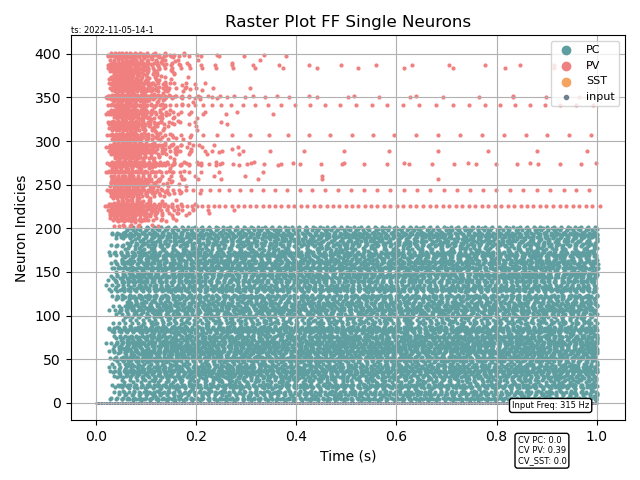 Raster Plot FF Single Neurons
ts: 2022-11-05-14-1
PC
PV
SST
input
400
350
300
250
200
150
100
50
0
Neuron Indicies
Input Freq: 315 Hz
0.0 0.2 0.4 0.6 0.8 1.0
Time (s)
CV PC: 0.0
CV PV: 0.39
CV_SST: 0.0